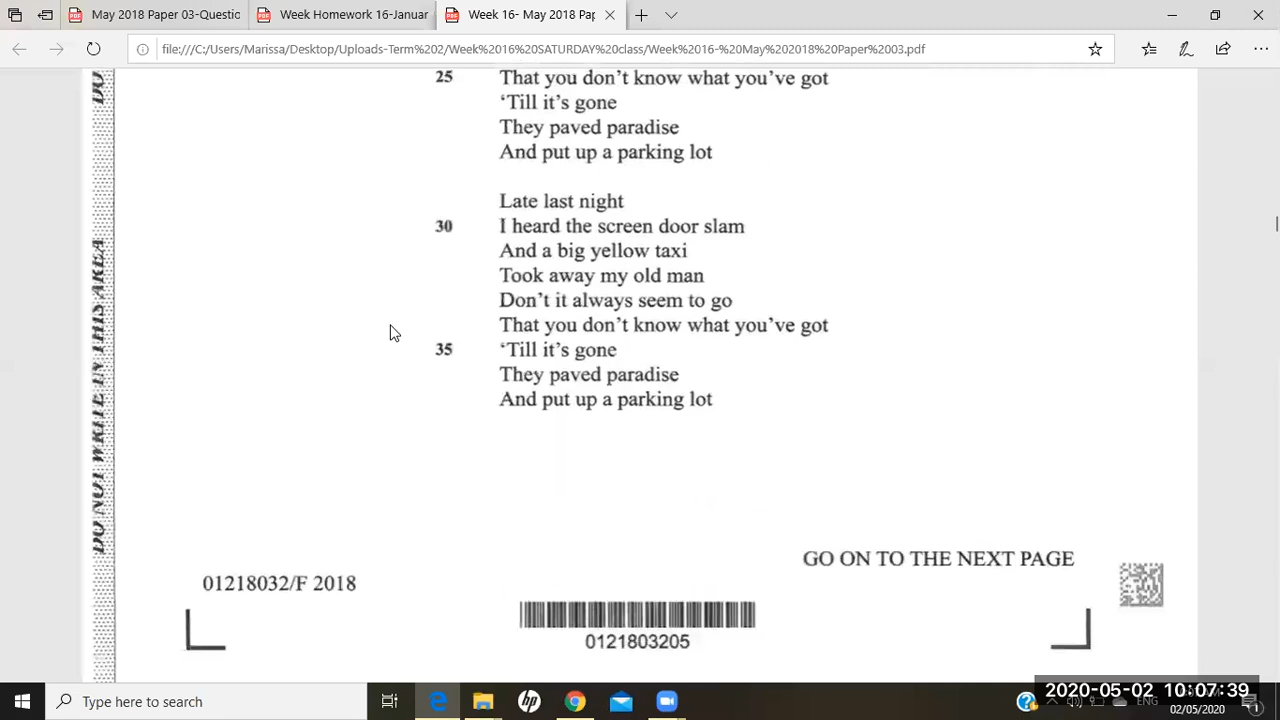 May 2018 Paper 03-Questio
Week Homework 16-Januar
Week 16- May 2018 Pap
file:///C:/Users/Marissa/Desktop/Uploads-Term%202/Week%2016%20SATURDAY%20class/Week%2016-%20May%202018%20Paper%2003.pdf
25 That you don't know what you've got
'Till it's gone
They paved paradise
And put up a parking lot
Late last night
30 I heard the screen door slam
And a big yellow taxi
Took away my old man
Don't it always seem to go
That you don't know what you've got
35 'Till it's gone
They paved paradise
And put up a parking lot
DO NOT WRITE IN THIS AREA
DO
GO ON TO THE NEXT PAGE
01218032/F 2018
0121803205
Type here to search
ENG
2020-05-02 10:07:39
02/05/2020